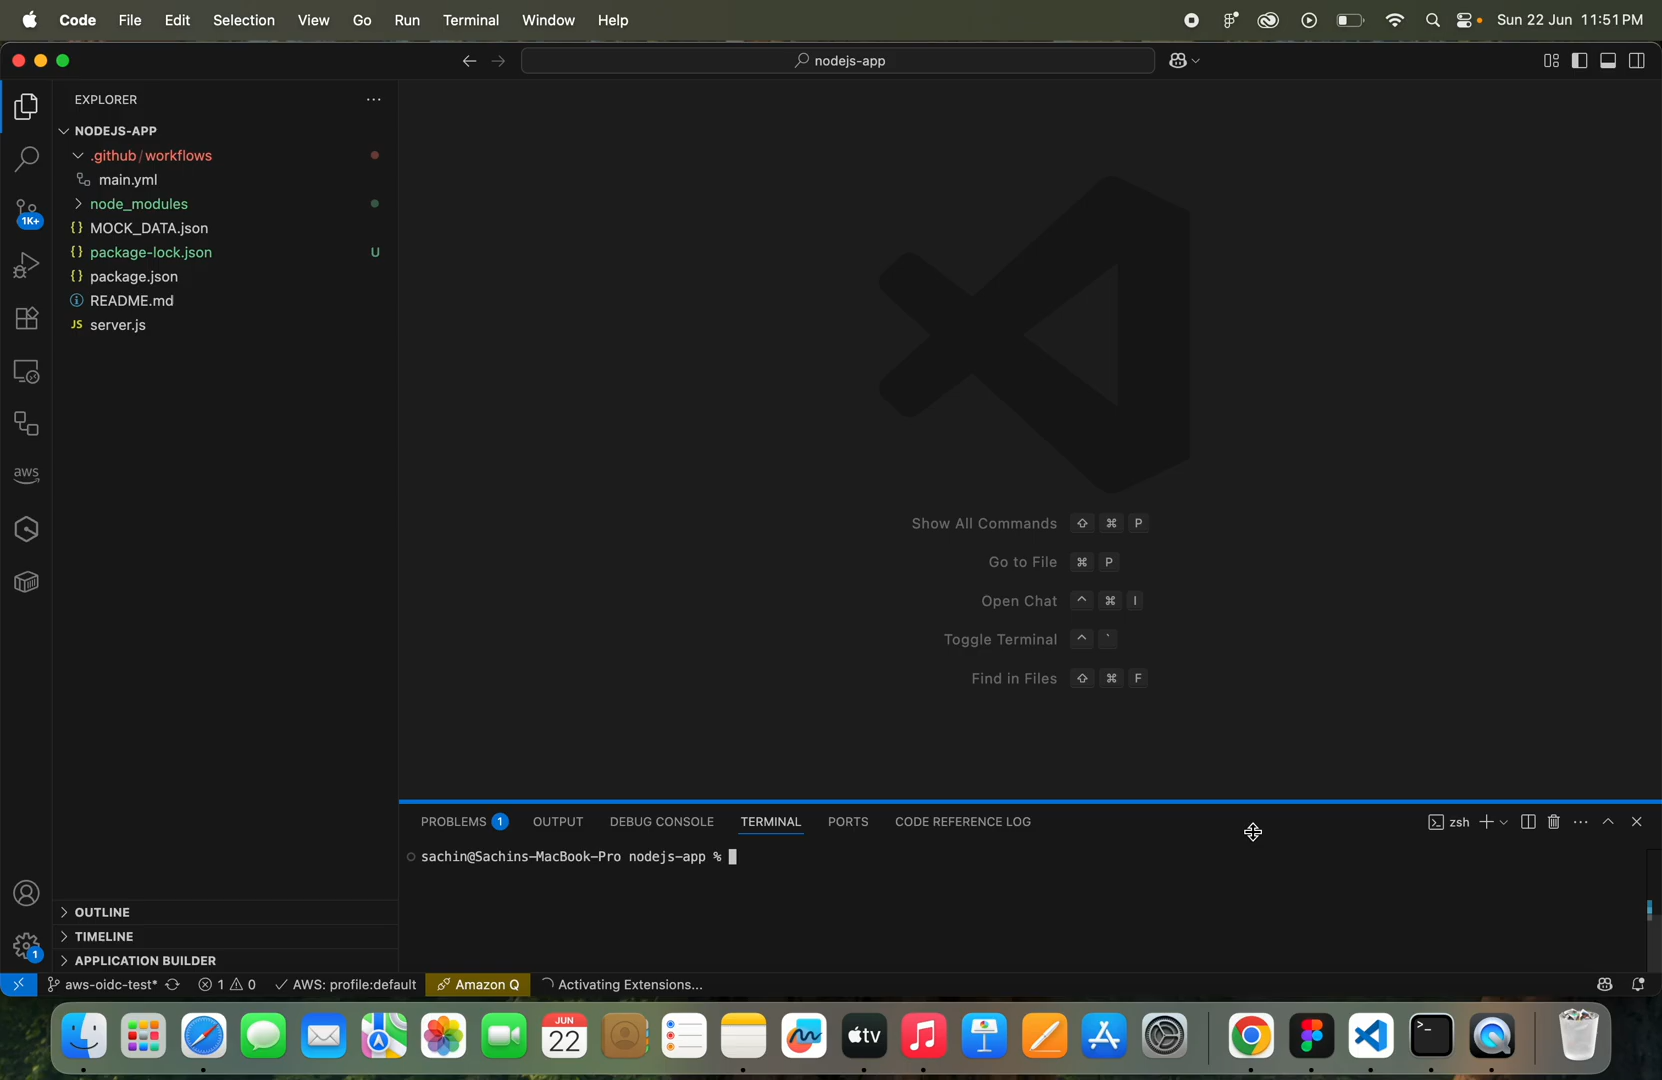 Code File Edit Selection View Go Run Terminal Window Help Sun 22 Jun 11:51PM
nodejs-app
EXPLORER
NODEJS-APP
.github/workflows
main.yml
node_modules
1K+
MOCK_DATA.json
package-lock.json U
package.json
README.md
JS server.js
aws
Show All Commands ⇧ ⌘ P
Go to File ⌘ P
Open Chat ^ ⌘ I
Toggle Terminal ^ `
Find in Files ⇧ ⌘ F
PROBLEMS 1 OUTPUT DEBUG CONSOLE TERMINAL PORTS CODE REFERENCE LOG zsh
sachin@Sachins-MacBook-Pro nodejs-app %
OUTLINE
TIMELINE
1
APPLICATION BUILDER
aws-oidc-test* 1 0 AWS: profile:default Amazon Q Activating Extensions...
JUN
22
tv